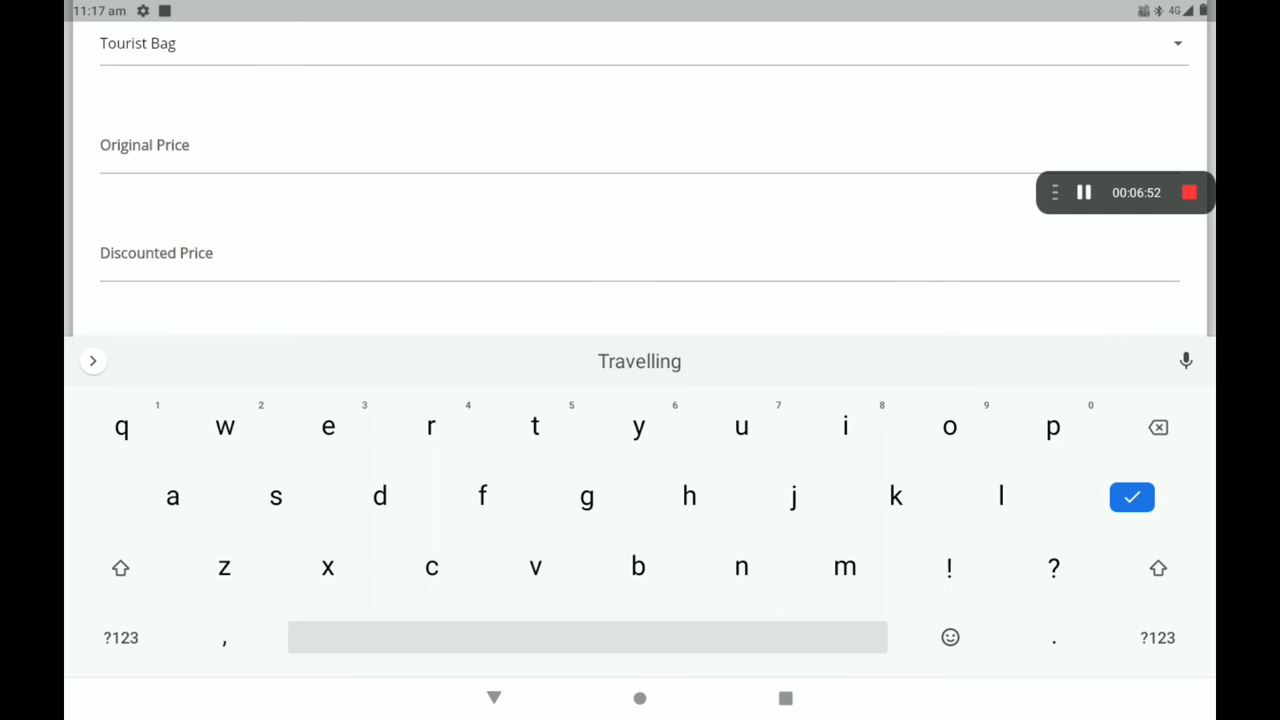 11:17 am 4G
Tourist Bag
Original Price
00:06:52
Discounted Price
Travelling
1 2 3 4 5 6 7 8 9 0
q w e r t y u i o p
a s d f g h j k l
z x c v b n m ! ?
?123 , . ?123